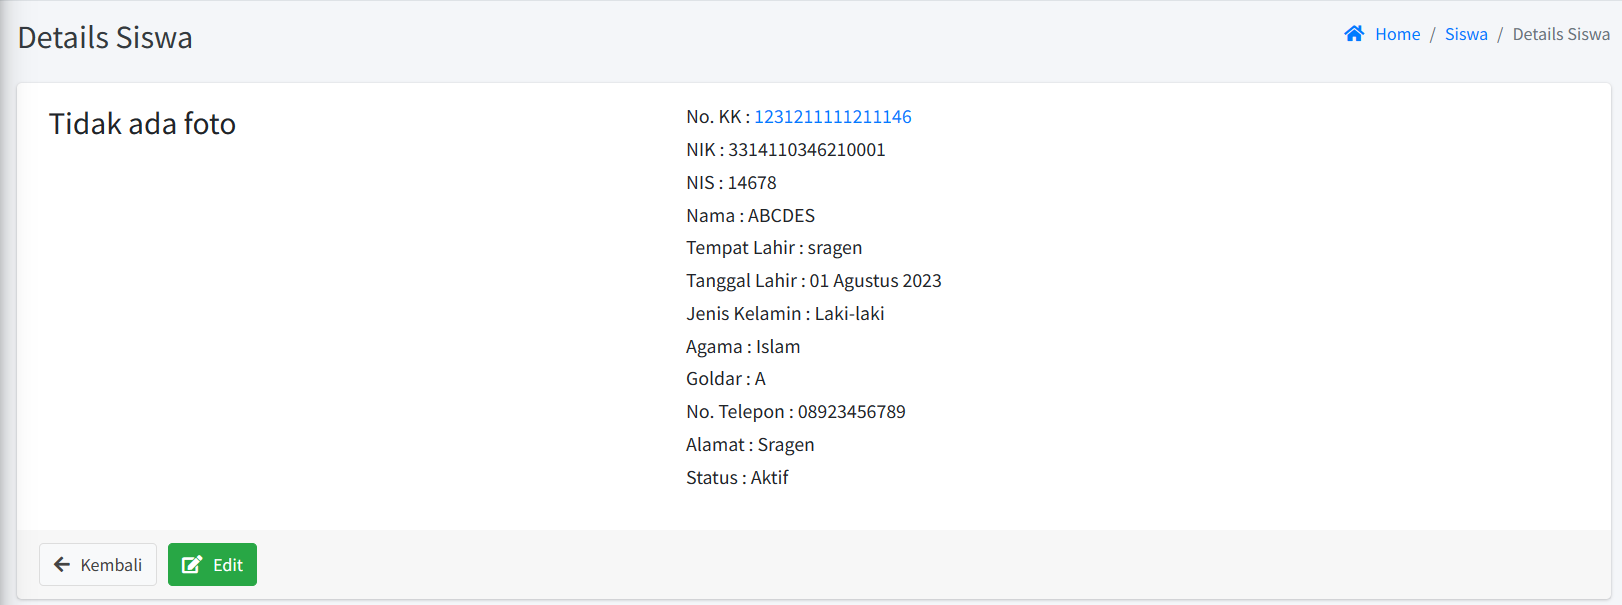 Details Siswa
Home / Siswa / Details Siswa
Tidak ada foto
No. KK : 1231211111211146
NIK : 3314110346210001
NIS : 14678
Nama : ABCDES
Tempat Lahir : sragen
Tanggal Lahir : 01 Agustus 2023
Jenis Kelamin : Laki-laki
Agama : Islam
Goldar : A
No. Telepon : 08923456789
Alamat : Sragen
Status : Aktif
Kembali
Edit